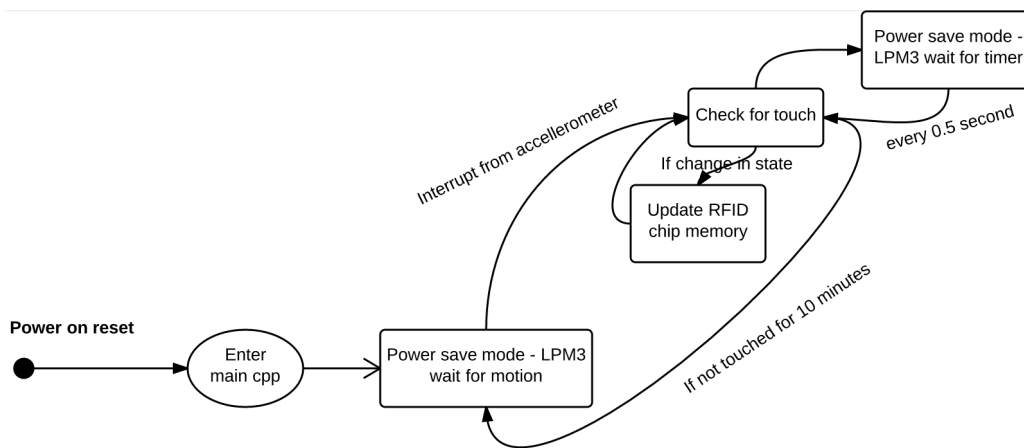 Power save mode -
LPM3 wait for timer
Check for touch
every 0.5 second
Interrupt from accellerometer
If change in state
Update RFID
chip memory
If not touched for 10 minutes
Power on reset
Enter
main cpp
Power save mode - LPM3
wait for motion